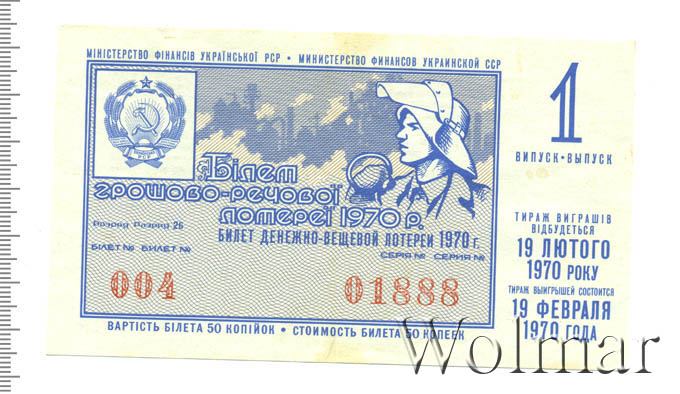 МІНІСТЕРСТВО ФІНАНСІВ УКРАЇНСЬКОЇ РСР • МИНИСТЕРСТВО ФИНАНСОВ УКРАИНСКОЙ ССР
1
ВИПУСК • ВЫПУСК
Білет
грошово-речової
лотереї 1970 р.
БИЛЕТ ДЕНЕЖНО-ВЕЩЕВОЙ ЛОТЕРЕИ 1970 г.
Розряд Разряд 26
БІЛЕТ № БИЛЕТ №
СЕРІЯ № СЕРИЯ №
004
01888
ВАРТІСТЬ БІЛЕТА 50 КОПІЙОК • СТОИМОСТЬ БИЛЕТА 50 КОПЕЕК
ТИРАЖ ВИГРАШІВ
ВІДБУДЕТЬСЯ
19 ЛЮТОГО
1970 РОКУ
ТИРАЖ ВЫИГРЫШЕЙ СОСТОИТСЯ
19 ФЕВРАЛЯ
1970 ГОДА
Wolmar